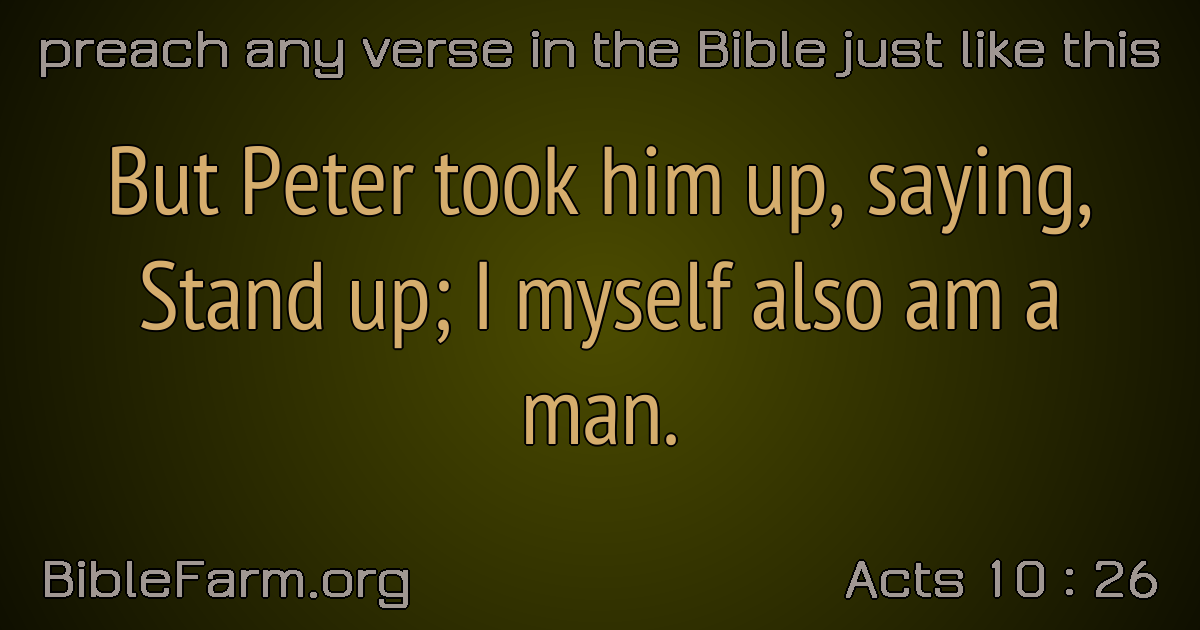 preach any verse in the Bible just like this
But Peter took him up, saying,
Stand up; I myself also am a
man.
BibleFarm.org
Acts 10 : 26